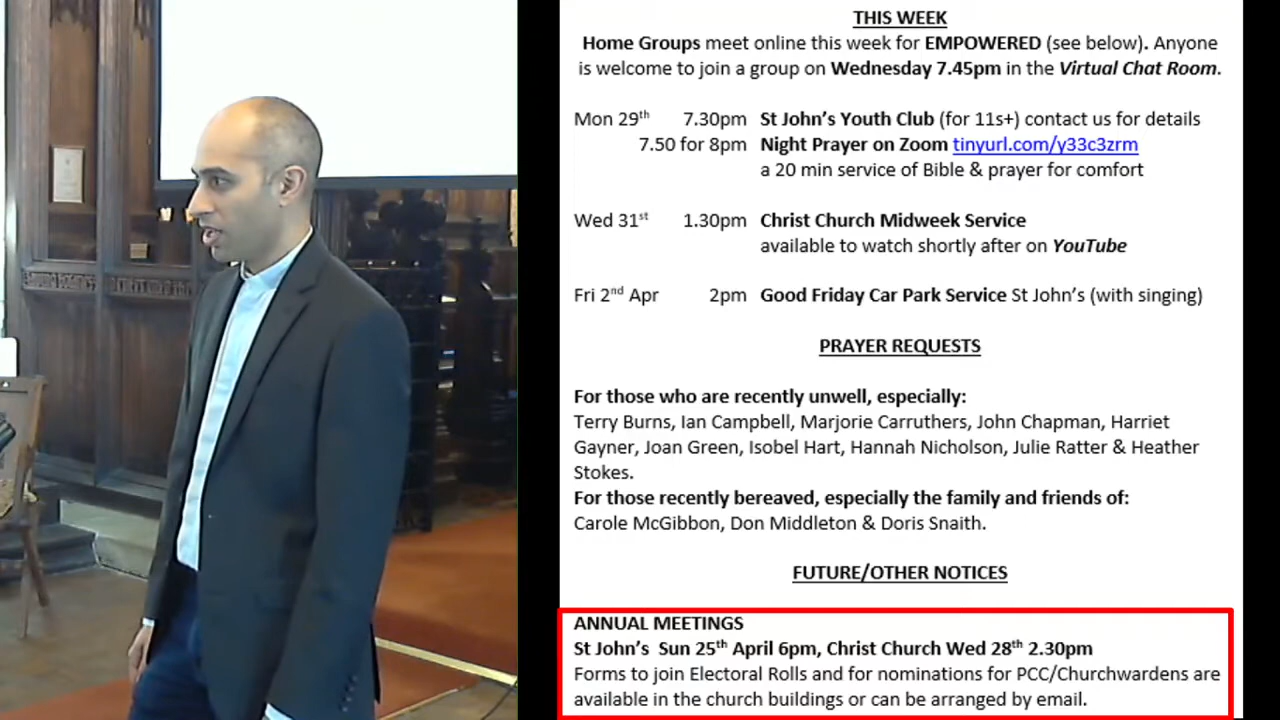 THIS WEEK
Home Groups meet online this week for EMPOWERED (see below). Anyone
is welcome to join a group on Wednesday 7.45pm in the Virtual Chat Room.
Mon 29th 7.30pm St John’s Youth Club (for 11s+) contact us for details
7.50 for 8pm Night Prayer on Zoom tinyurl.com/y33c3zrm
a 20 min service of Bible & prayer for comfort
Wed 31st 1.30pm Christ Church Midweek Service
available to watch shortly after on YouTube
Fri 2nd Apr 2pm Good Friday Car Park Service St John’s (with singing)
PRAYER REQUESTS
For those who are recently unwell, especially:
Terry Burns, Ian Campbell, Marjorie Carruthers, John Chapman, Harriet
Gayner, Joan Green, Isobel Hart, Hannah Nicholson, Julie Ratter & Heather
Stokes.
For those recently bereaved, especially the family and friends of:
Carole McGibbon, Don Middleton & Doris Snaith.
FUTURE/OTHER NOTICES
ANNUAL MEETINGS
St John’s Sun 25th April 6pm, Christ Church Wed 28th 2.30pm
Forms to join Electoral Rolls and for nominations for PCC/Churchwardens are
available in the church buildings or can be arranged by email.